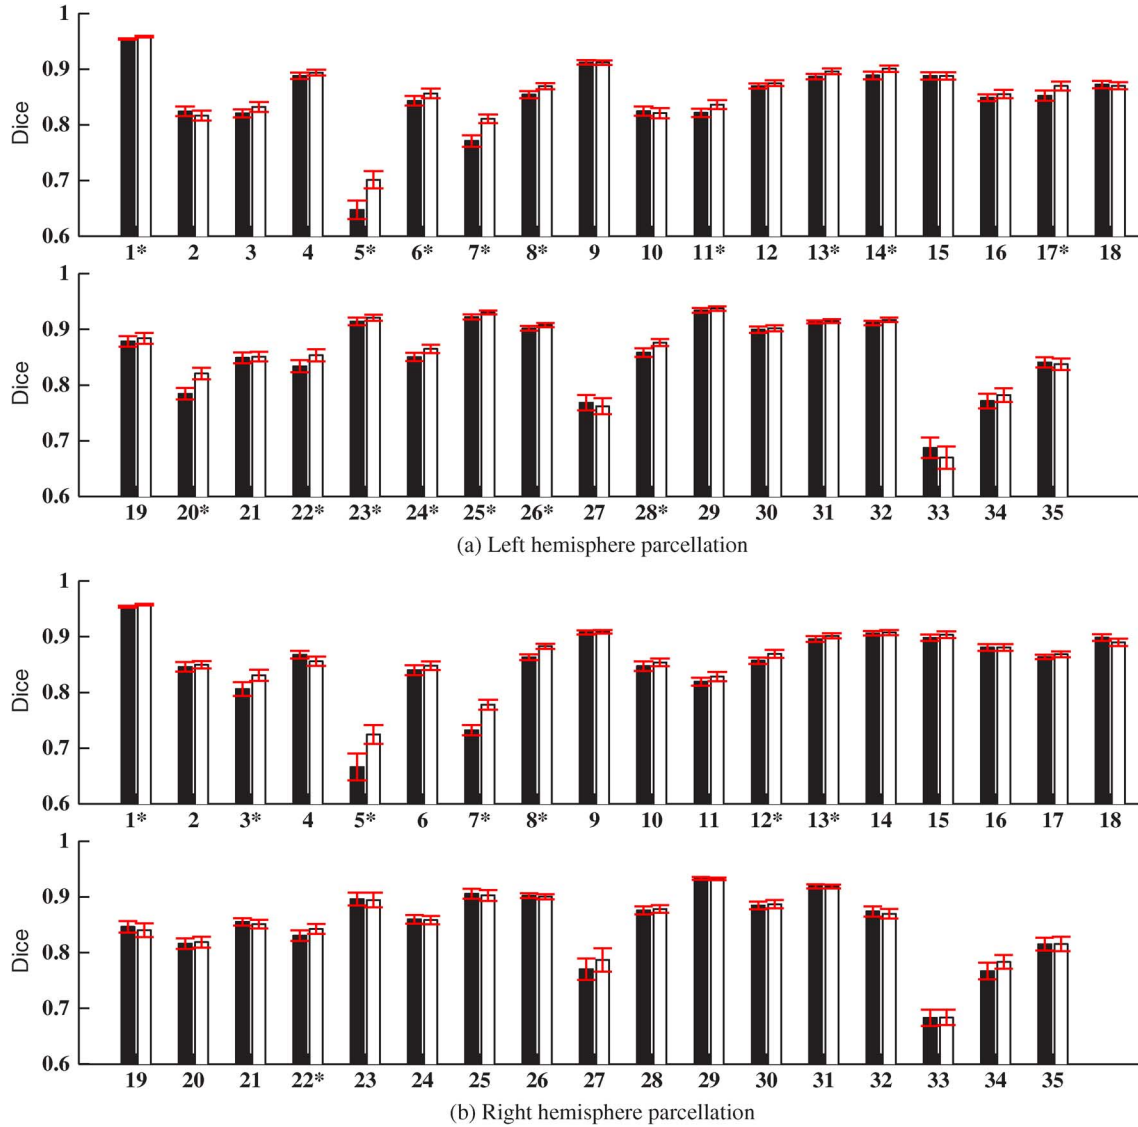 1
0.9
0.8
0.7
0.6
Dice
1* 2 3 4 5* 6* 7* 8* 9 10 11* 12 13* 14* 15 16 17* 18
1
0.9
0.8
0.7
0.6
Dice
19 20* 21 22* 23* 24* 25* 26* 27 28* 29 30 31 32 33 34 35
(a) Left hemisphere parcellation
1
0.9
0.8
0.7
0.6
Dice
1* 2 3* 4 5* 6 7* 8* 9 10 11 12* 13* 14 15 16 17 18
1
0.9
0.8
0.7
0.6
Dice
19 20 21 22* 23 24 25 26 27 28 29 30 31 32 33 34 35
(b) Right hemisphere parcellation